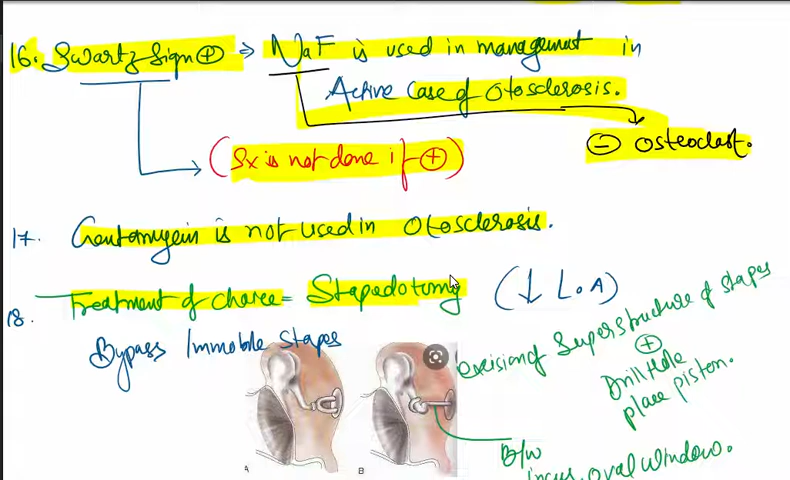 16. Swartz Sign ⊕ ⇒ NaF is used in management in
Active case of Otosclerosis.
⊖ osteoclast.
(Sx is not done if ⊕)
17. Gentamycin is not used in Otosclerosis.
18. Treatment of choice = Stapedotomy (↓ L.A)
Bypass Immobile Stapes
excision of Superstructure of stapes
⊕
Drill Hole
place piston.
A
B
B/w
incus, oval window.